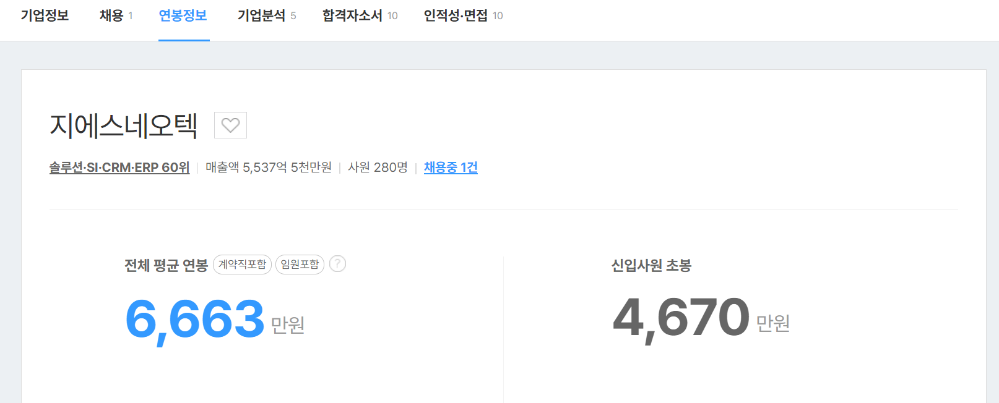 기업정보 채용 1 연봉정보 기업분석 5 합격자소서 10 인적성·면접 10
지에스네오텍
솔루션·SI·CRM·ERP 60위 매출액 5,537억 5천만원 사원 280명 채용중 1건
전체 평균 연봉 계약직포함 임원포함 ? 신입사원 초봉
6,663 만원 4,670 만원